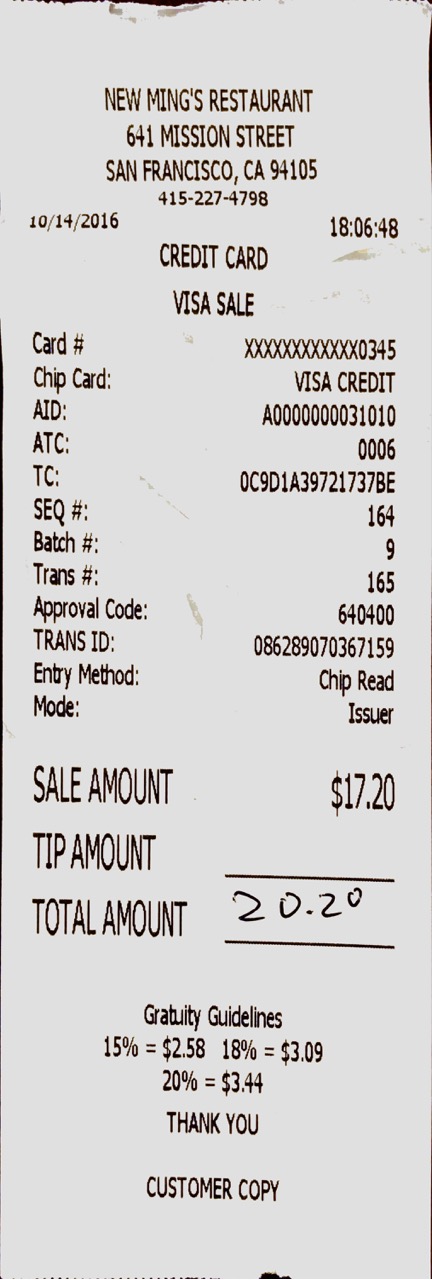 NEW MING'S RESTAURANT
641 MISSION STREET
SAN FRANCISCO, CA 94105
415-227-4798
10/14/2016 18:06:48
CREDIT CARD
VISA SALE
Card # XXXXXXXXXXXX0345
Chip Card: VISA CREDIT
AID: A0000000031010
ATC: 0006
TC: 0C9D1A39721737BE
SEQ #: 164
Batch #: 9
Trans #: 165
Approval Code: 640400
TRANS ID: 086289070367159
Entry Method: Chip Read
Mode: Issuer
SALE AMOUNT $17.20
TIP AMOUNT
TOTAL AMOUNT 20.20
Gratuity Guidelines
15% = $2.58 18% = $3.09
20% = $3.44
THANK YOU
CUSTOMER COPY